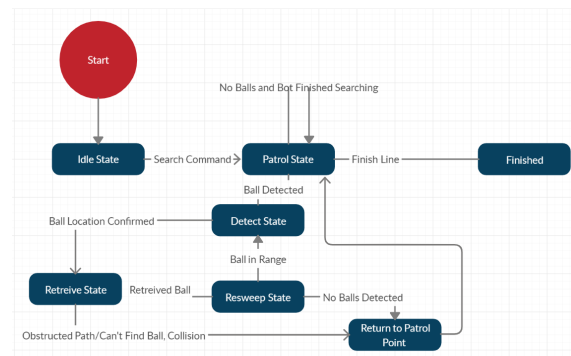 Start
No Balls and Bot Finished Searching
Idle State
Search Command
Patrol State
Finish Line
Finished
Ball Detected
Ball Location Confirmed
Detect State
Ball in Range
Retreive State
Retreived Ball
Resweep State
No Balls Detected
Obstructed Path/Can't Find Ball, Collision
Return to Patrol
Point